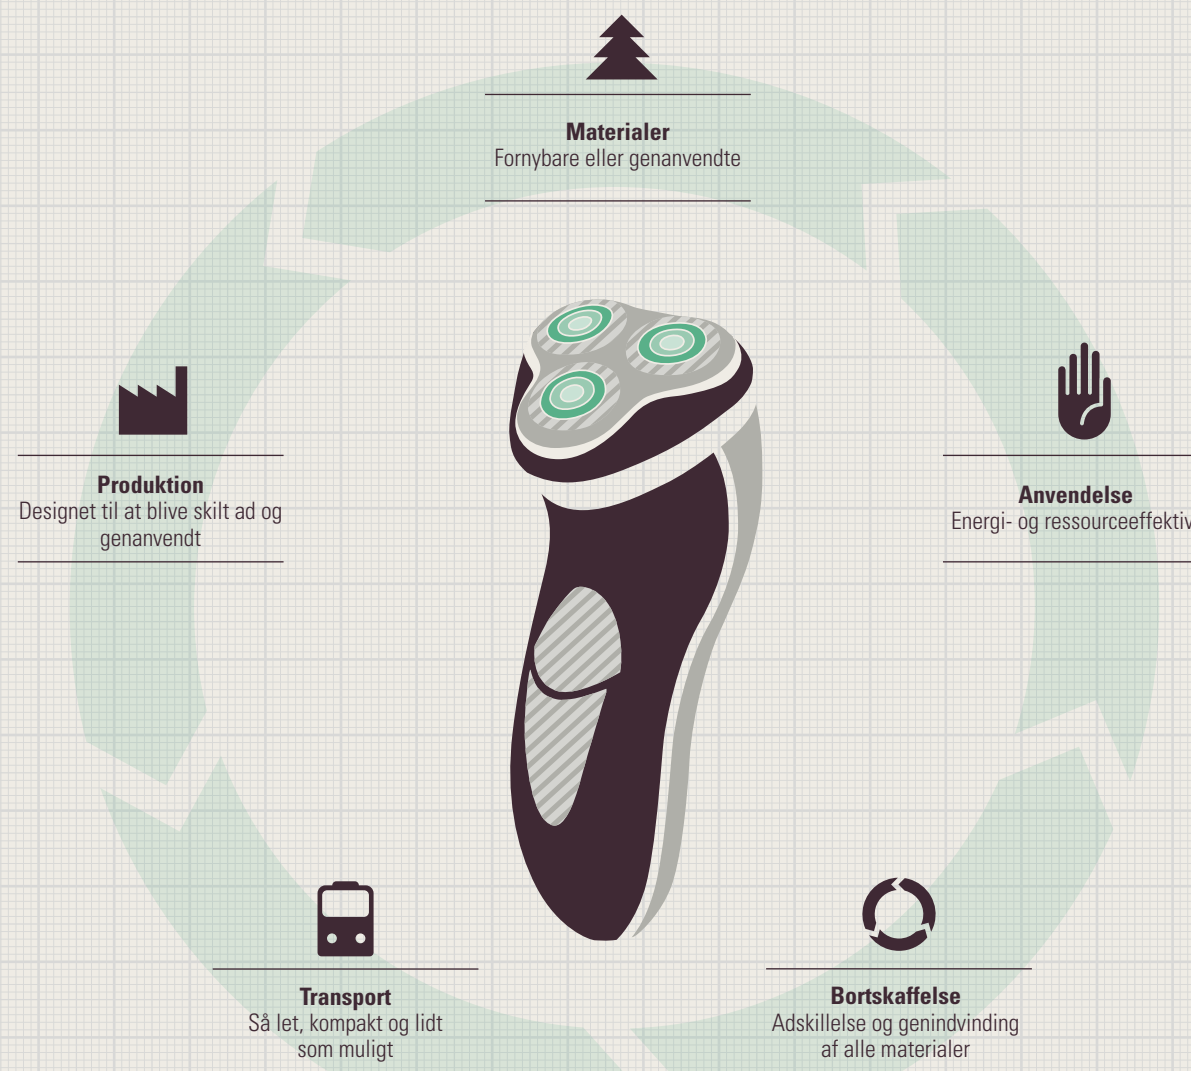 Materialer
Fornybare eller genanvendte
Produktion
Designet til at blive skilt ad og
genanvendt
Anvendelse
Energi- og ressourceeffektiv
Transport
Så let, kompakt og lidt
som muligt
Bortskaffelse
Adskillelse og genindvinding
af alle materialer